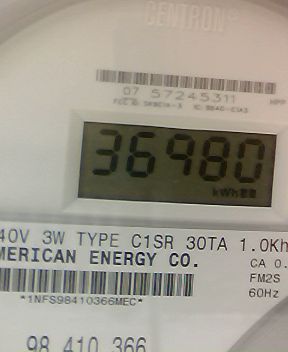 CENTRON®
07 57245311
36980
kWh
40V 3W TYPE C1SR 30TA 1.0Kh
MERICAN ENERGY CO.
CA 0.
FM2S
60Hz
*1NFS98410366MEC*
98 410 366